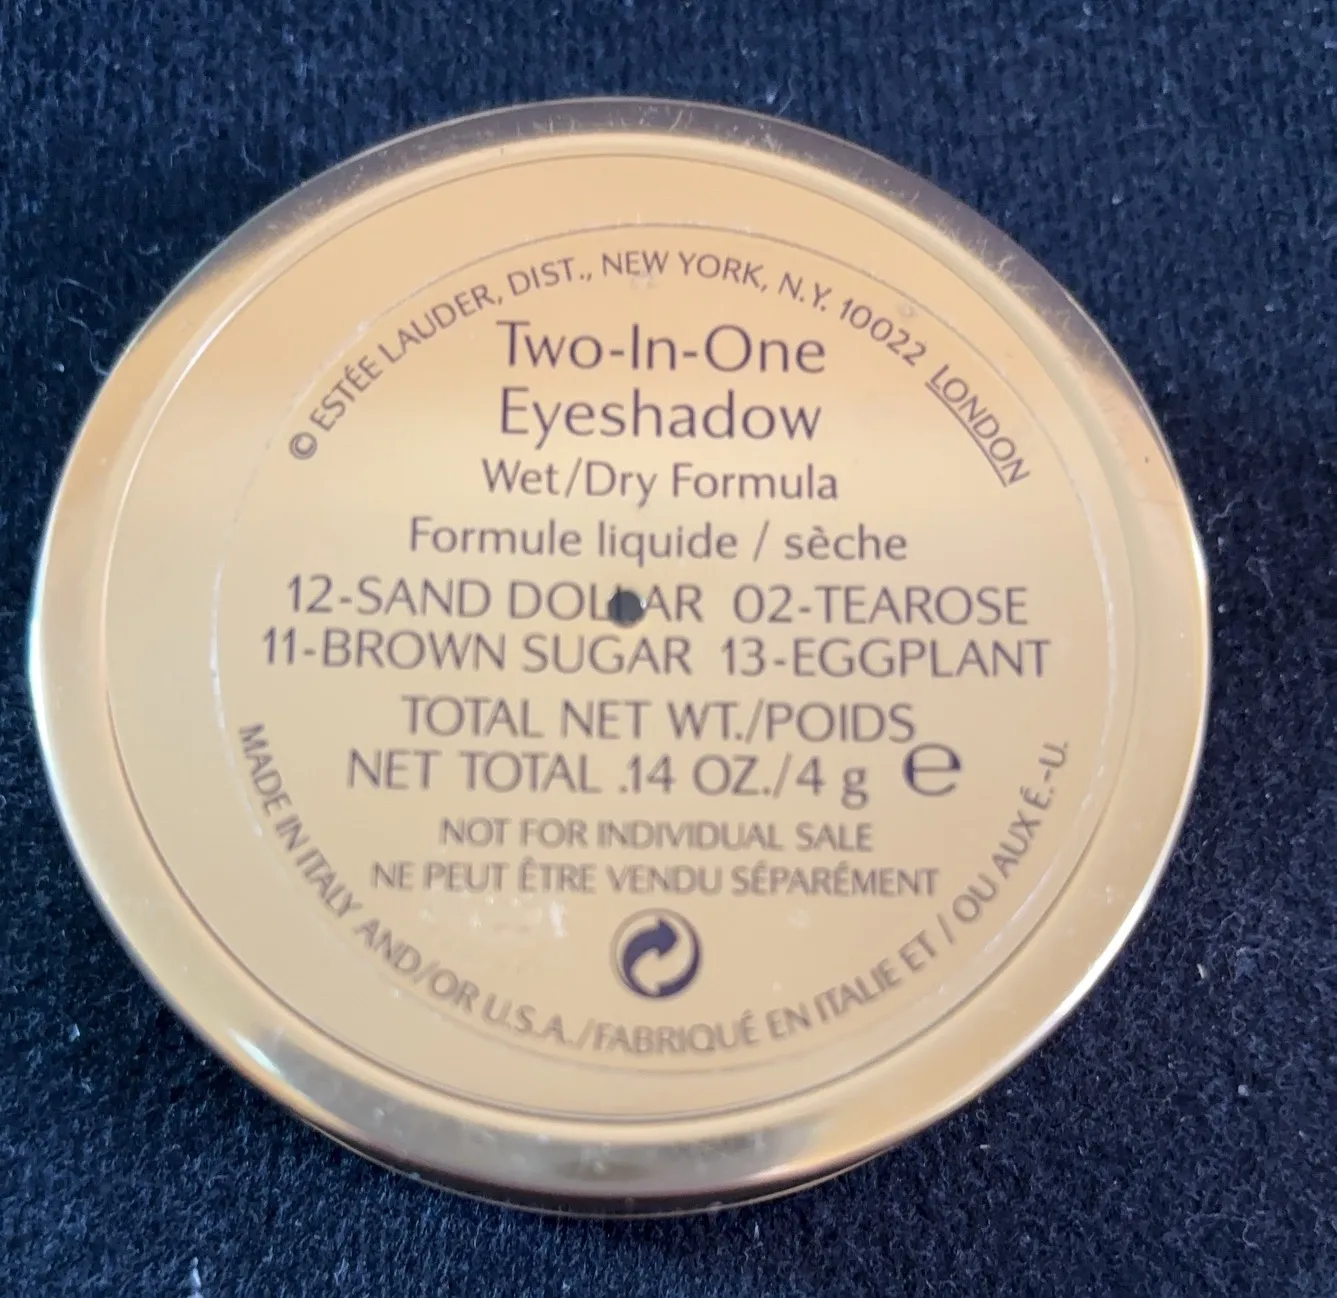 © ESTÉE LAUDER, DIST., NEW YORK, N.Y. 10022 LONDON
Two-In-One
Eyeshadow
Wet/Dry Formula
Formule liquide / sèche
12-SAND DOLLAR 02-TEAROSE
11-BROWN SUGAR 13-EGGPLANT
TOTAL NET WT./POIDS
NET TOTAL .14 OZ./4 g e
NOT FOR INDIVIDUAL SALE
NE PEUT ÊTRE VENDU SÉPARÉMENT
MADE IN ITALY AND/OR U.S.A./FABRIQUÉ EN ITALIE ET / OU AUX É.-U.